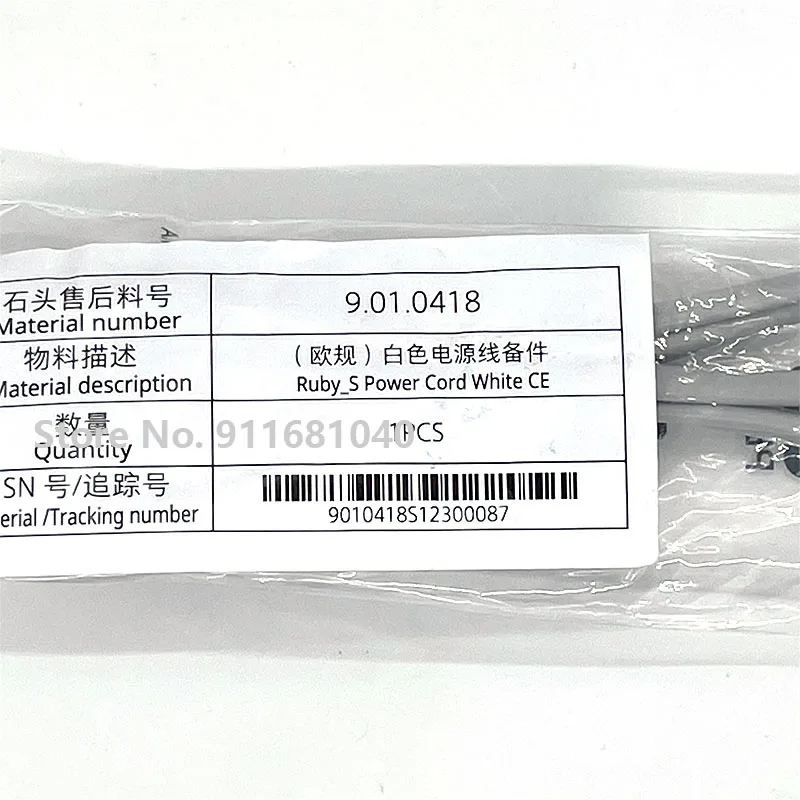 石头售后料号
Material number
9.01.0418
物料描述
Material description
（欧规）白色电源线备件
Ruby_S Power Cord White CE
数量
Quantity
1PCS
Store No. 911681040
SN 号/追踪号
erial /Tracking number
9010418S12300087